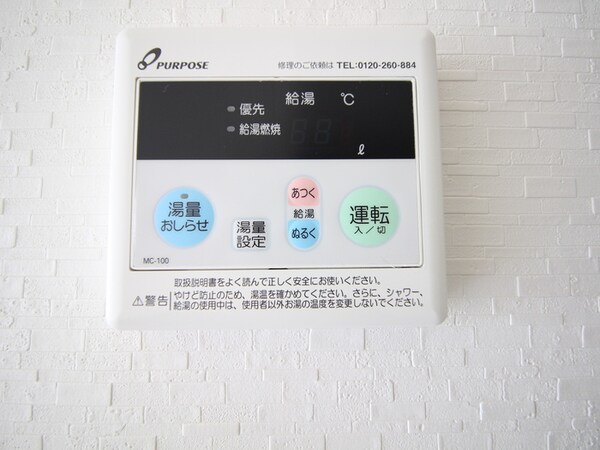 PURPOSE
修理のご依頼は TEL:0120-260-884
給湯 ℃
優先
給湯燃焼
ℓ
湯量
おしらせ
湯量
設定
あつく
給湯
ぬるく
運転
入/切
MC-100
取扱説明書をよく読んで正しく安全にお使いください。
⚠警告 やけど防止のため、湯温を確かめてください。さらに、シャワー、
給湯の使用中は、使用者以外お湯の温度を変更しないでください。